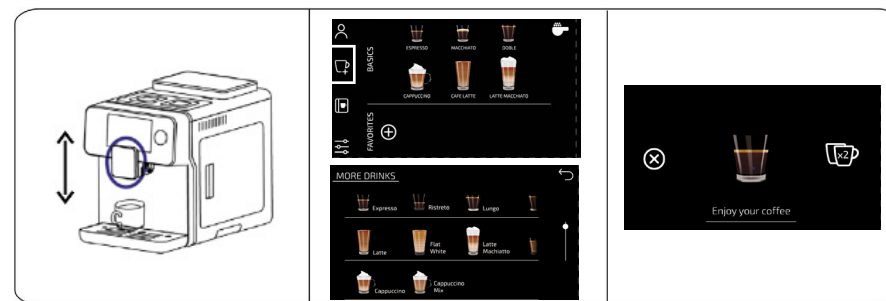 BASICS
ESPRESSO MACCHIATO DOBLE
CAPPUCCINO CAFE LATTE LATTE MACCHIATO
FAVORITES
MORE DRINKS
Expresso Ristreto Lungo
Latte Flat White Latte Machiatto
Cappuccino Cappuccino Mix
x2
Enjoy your coffee